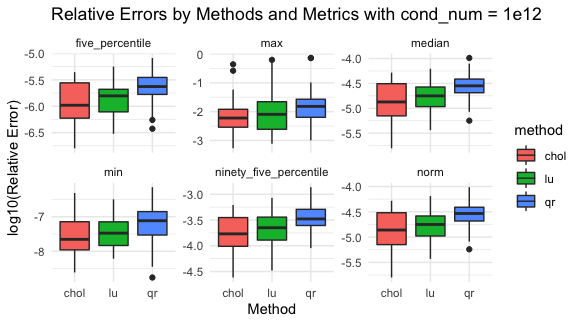 Relative Errors by Methods and Metrics with cond_num = 1e12
five_percentile
max
median
-5.0
-5.5
-6.0
-6.5
0
-1
-2
-3
-4.0
-4.5
-5.0
-5.5
log10(Relative Error)
min
ninety_five_percentile
norm
-7
-8
-3.0
-3.5
-4.0
-4.5
-4.0
-4.5
-5.0
-5.5
chol lu qr
chol lu qr
chol lu qr
Method
method
chol
lu
qr